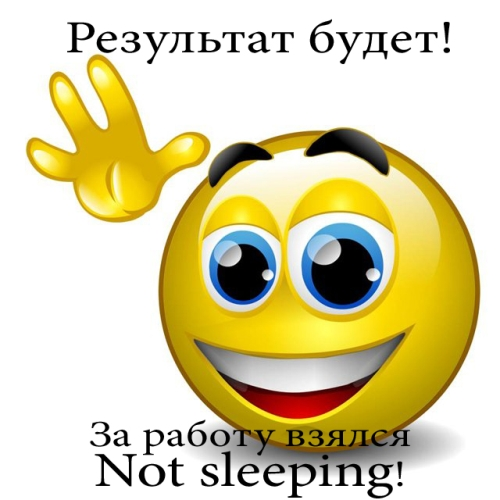 Результат будет!
За работу взялся
Not sleeping!